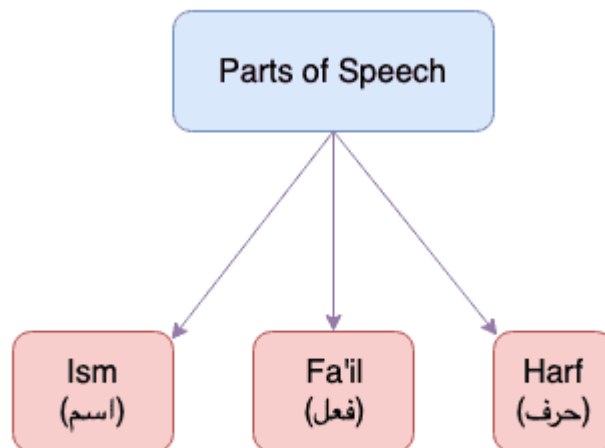 Parts of Speech
Ism
(اسم)
Fa'il
(فعل)
Harf
(حرف)